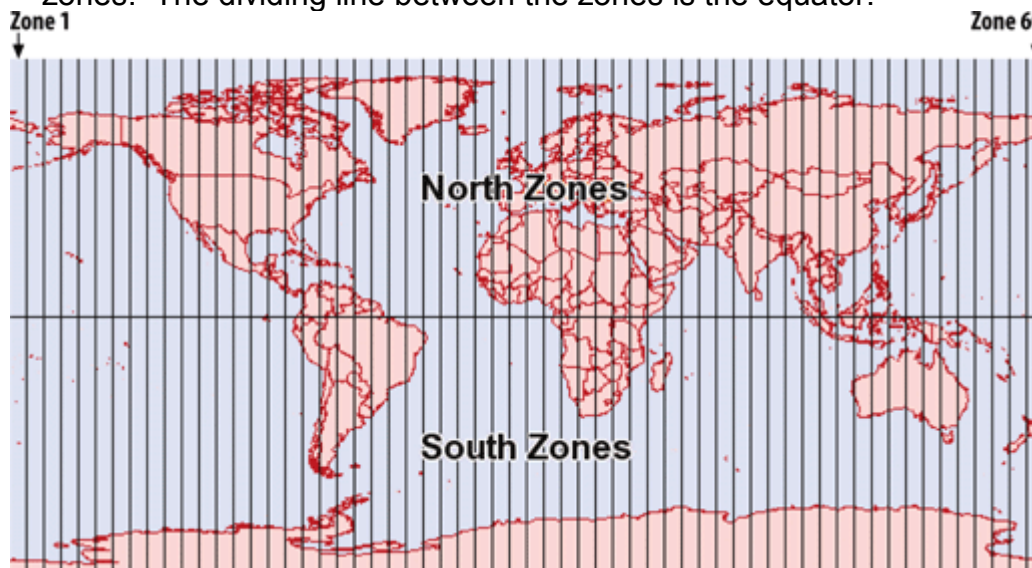 zones. The dividing line between the zones is the equator.
Zone 1 Zone 6
North Zones
South Zones